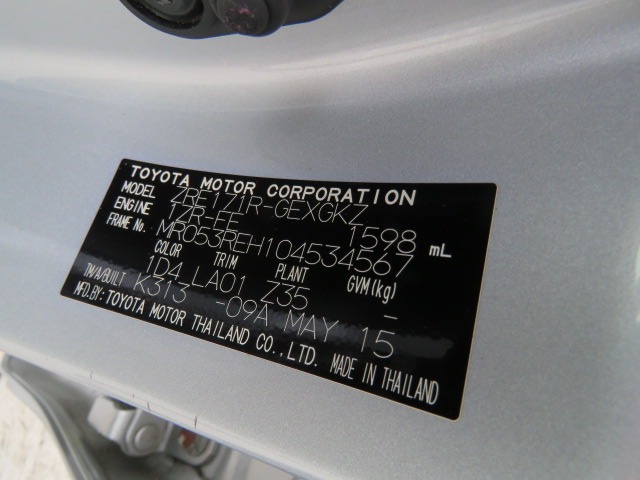 TOYOTA MOTOR CORPORATION
MODEL ZRE171R-GEXGKZ
ENGINE 1ZR-FE 1598 mL
FRAME No. MR053REH104534567
COLOR TRIM PLANT GVM(kg)
1D4 LA01 Z35 -
TM/A/BUILT K313 -09A MAY 15
MFD.BY: TOYOTA MOTOR THAILAND CO.,LTD. MADE IN THAILAND